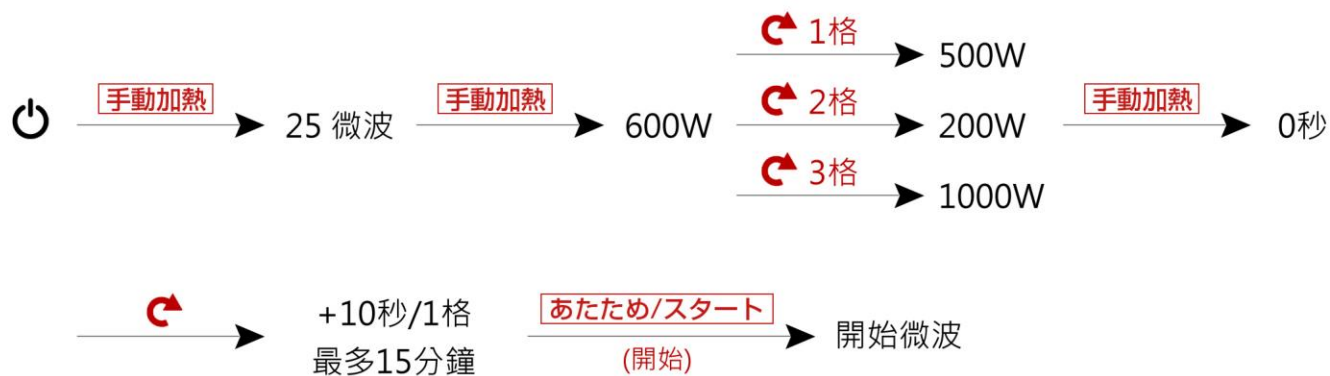 手動加熱
25 微波
手動加熱
600W
1格
500W
2格
200W
3格
1000W
手動加熱
0秒
+10秒/1格
最多15分鐘
あたため/スタート
(開始)
開始微波